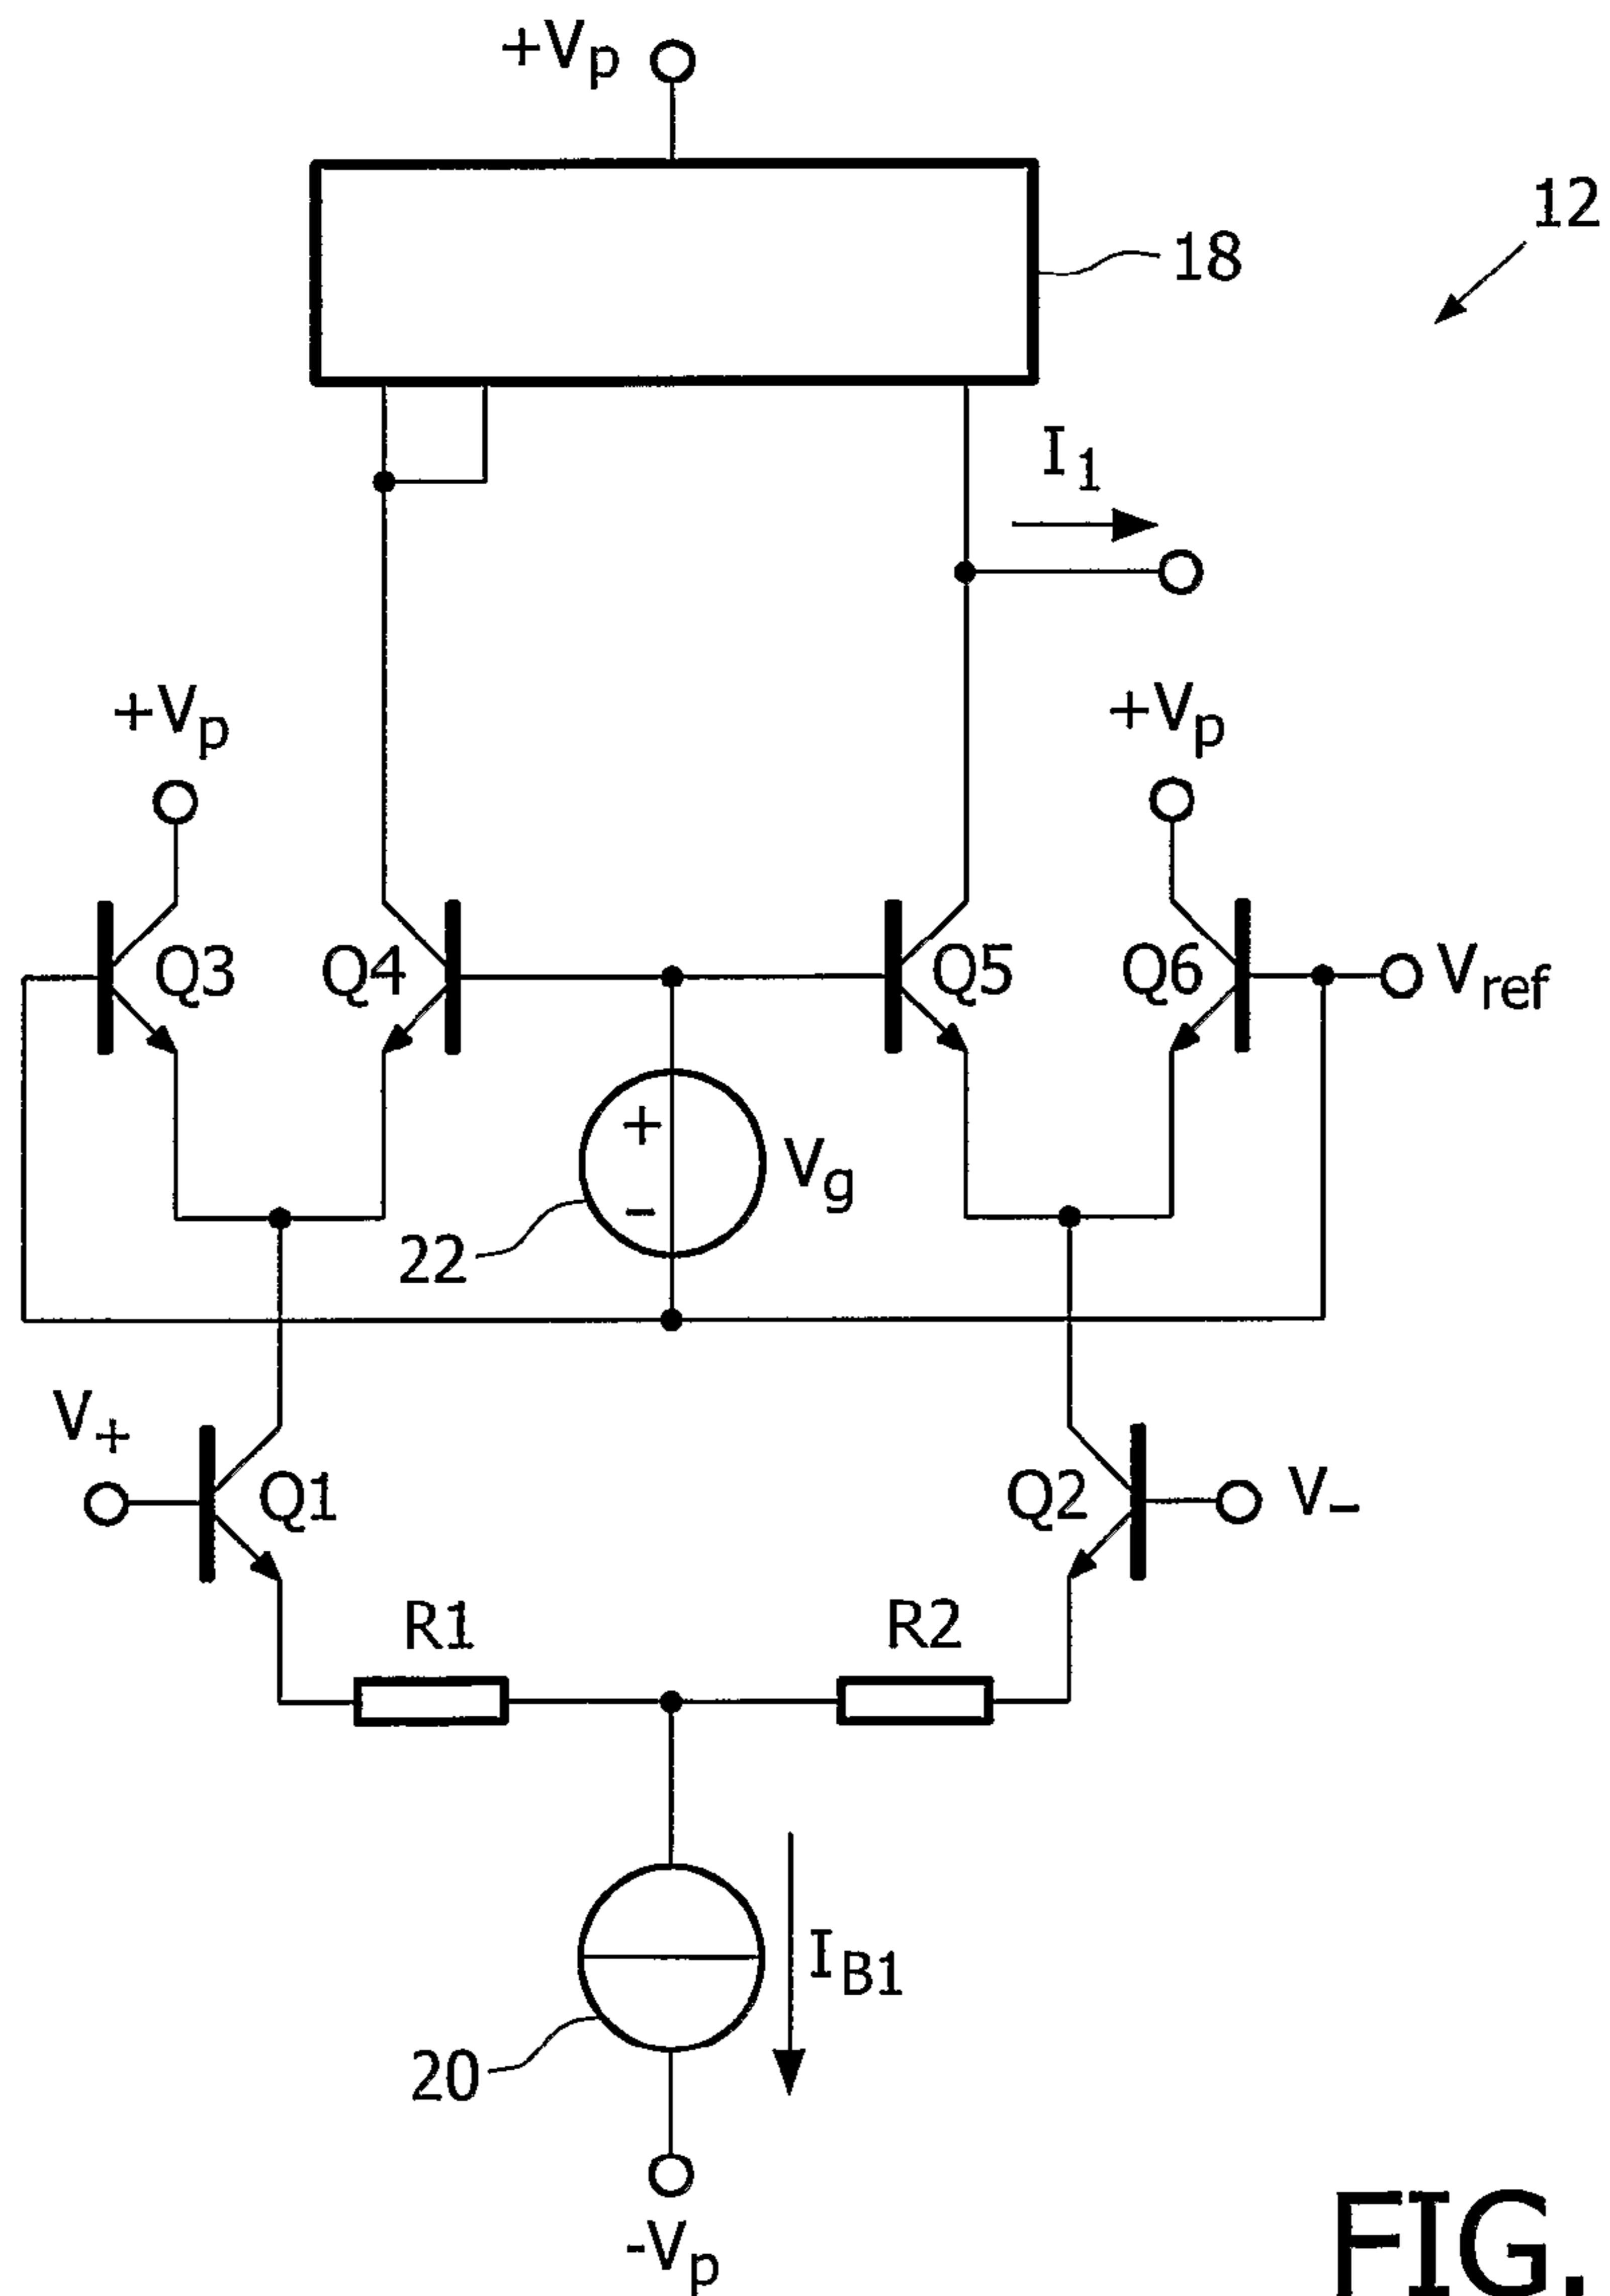 +Vp
12
18
I1
+Vp
+Vp
Q3
Q4
Q5
Q6
Vref
+
-
Vg
22
V+
Q1
Q2
V-
R1
R2
IB1
20
-Vp
FIG.